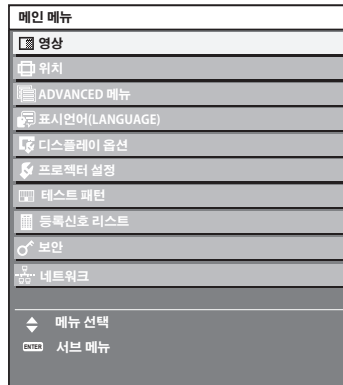 메인 메뉴
영상
위치
ADVANCED 메뉴
표시언어(LANGUAGE)
디스플레이 옵션
프로젝터 설정
테스트 패턴
등록신호 리스트
보안
네트워크
메뉴 선택
ENTER 서브 메뉴